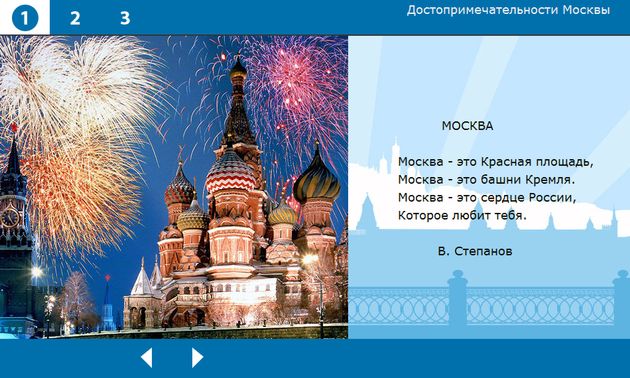 1 2 3
Достопримечательности Москвы
МОСКВА
Москва - это Красная площадь,
Москва - это башни Кремля.
Москва - это сердце России,
Которое любит тебя.
В. Степанов